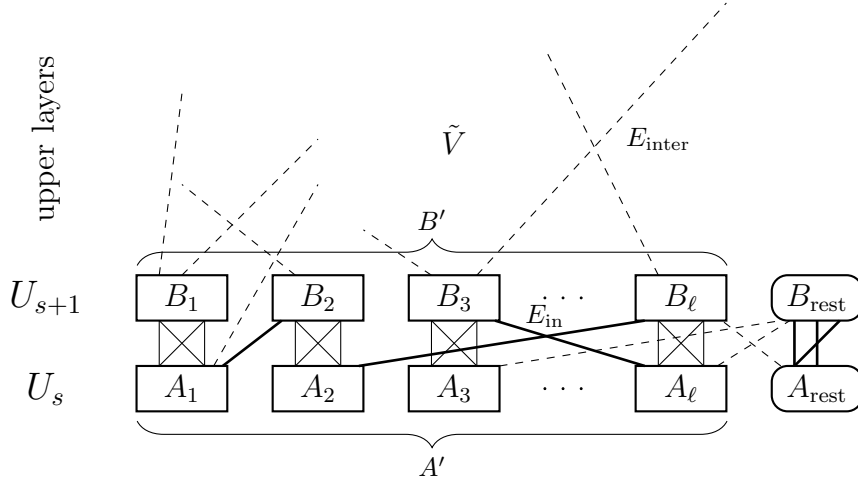 upper layers
Ṽ
E_inter
B′
U_{s+1}
B_1 B_2 B_3 · · · B_ℓ B_rest
E_in
U_s
A_1 A_2 A_3 · · · A_ℓ A_rest
A′